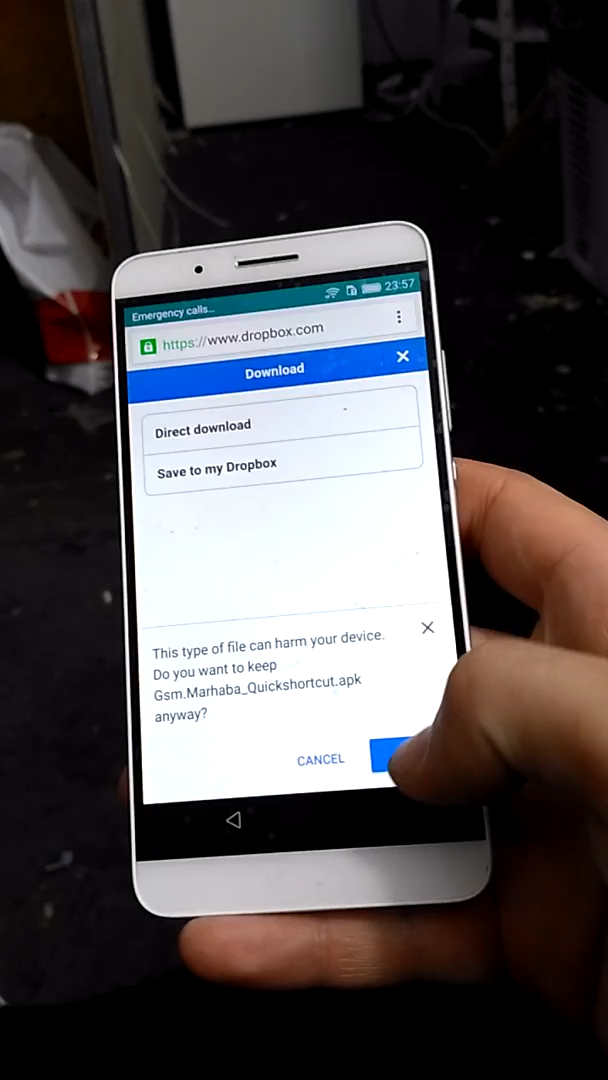 Emergency calls...
23:57
https://www.dropbox.com
Download
Direct download
Save to my Dropbox
This type of file can harm your device.
Do you want to keep
Gsm.Marhaba_Quickshortcut.apk
anyway?
CANCEL